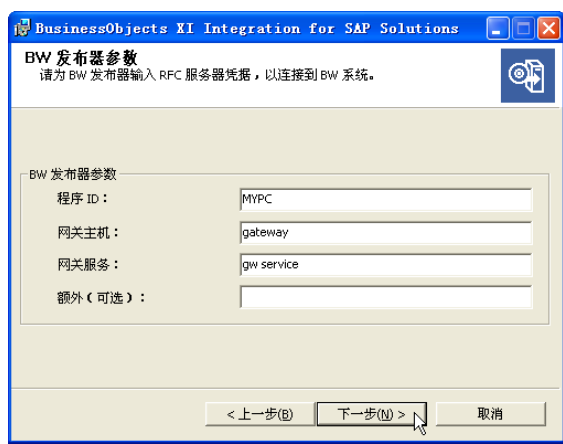 BusinessObjects XI Integration for SAP Solutions
BW 发布器参数
请为 BW 发布器输入 RFC 服务器凭据，以连接到 BW 系统。
BW 发布器参数
程序 ID： MYPC
网关主机： gateway
网关服务： gw service
额外（可选）：
< 上一步(B) 下一步(N) > 取消